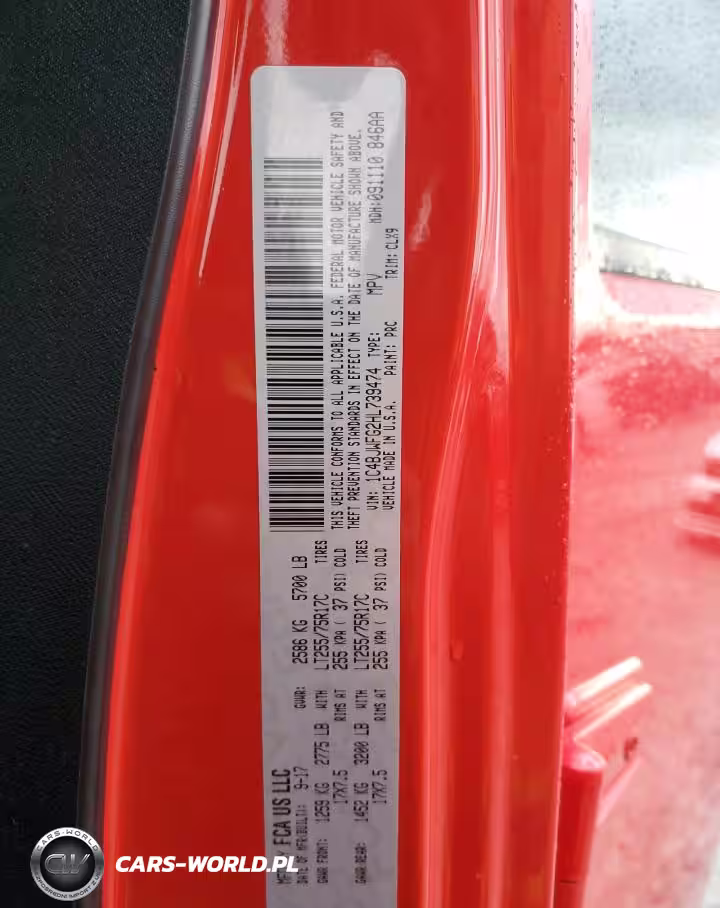 MFD BY FCA US LLC
DATE OF MFR(BUILT): 9-17 GVWR: 2586 KG 5700 LB
GAWR FRONT: 1259 KG 2775 LB WITH LT255/75R17C TIRES
17X7.5 RIMS AT 255 KPA ( 37 PSI) COLD
GAWR REAR: 1452 KG 3200 LB WITH LT255/75R17C TIRES
17X7.5 RIMS AT 255 KPA ( 37 PSI) COLD
THIS VEHICLE CONFORMS TO ALL APPLICABLE U.S.A. FEDERAL MOTOR VEHICLE SAFETY AND
THEFT PREVENTION STANDARDS IN EFFECT ON THE DATE OF MANUFACTURE SHOWN ABOVE.
VIN: 1C4BJWFG2HL739474 TYPE: MPV MDH:091110 846AA
VEHICLE MADE IN U.S.A. PAINT: PRC TRIM: CLX9
CARS-WORLD
CW
CARS-WORLD.PL